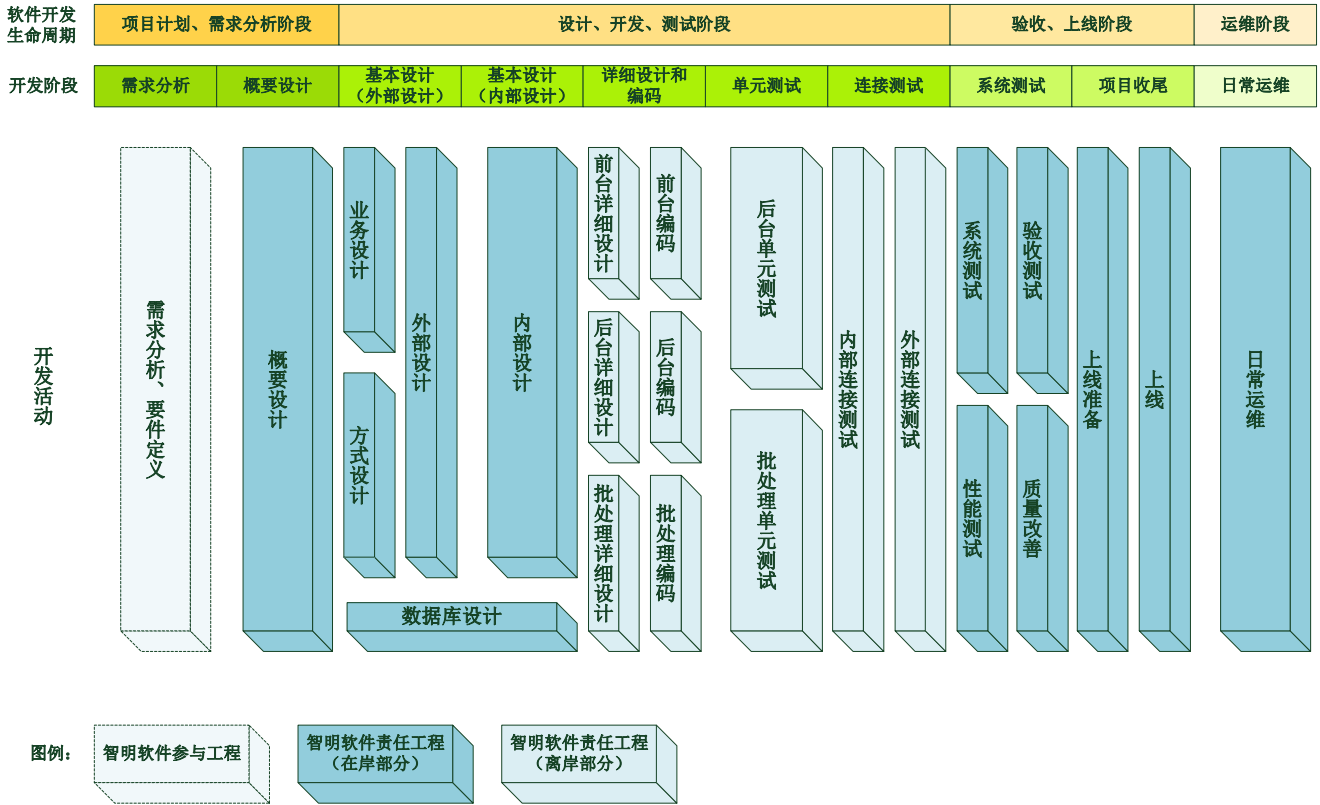 软件开发
生命周期
项目计划、需求分析阶段
设计、开发、测试阶段
验收、上线阶段
运维阶段
开发阶段
需求分析
概要设计
基本设计
（外部设计）
基本设计
（内部设计）
详细设计和
编码
单元测试
连接测试
系统测试
项目收尾
日常运维
开发活动
需求分析、要件定义
概要设计
业务设计
方式设计
外部设计
内部设计
数据库设计
前台详细设计
后台详细设计
批处理详细设计
前台编码
后台编码
批处理编码
后台单元测试
批处理单元测试
内部连接测试
外部连接测试
系统测试
性能测试
验收测试
质量改善
上线准备
上线
日常运维
图例：
智明软件参与工程
智明软件责任工程
（在岸部分）
智明软件责任工程
（离岸部分）